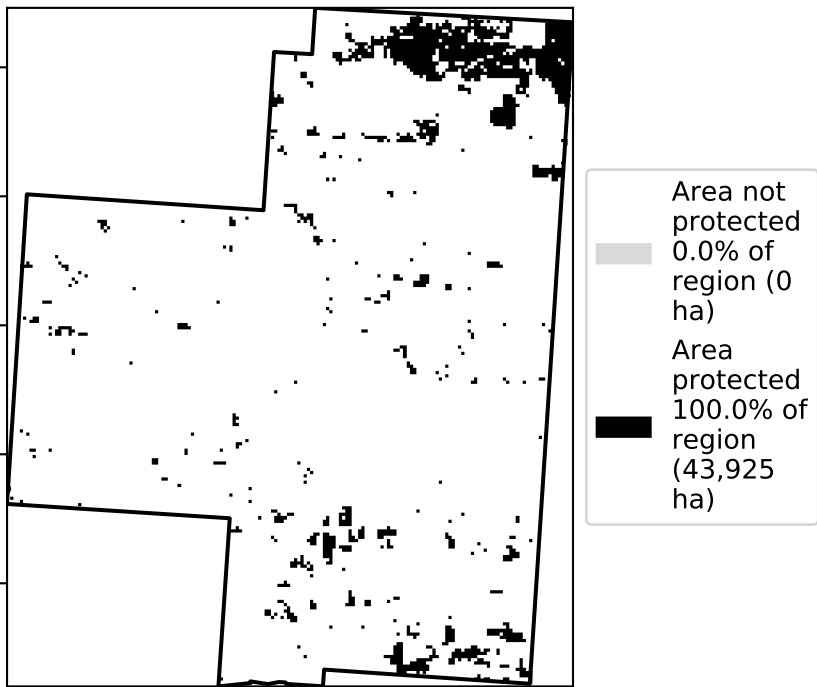 Area not
protected
0.0% of
region (0
ha)
Area
protected
100.0% of
region
(43,925
ha)